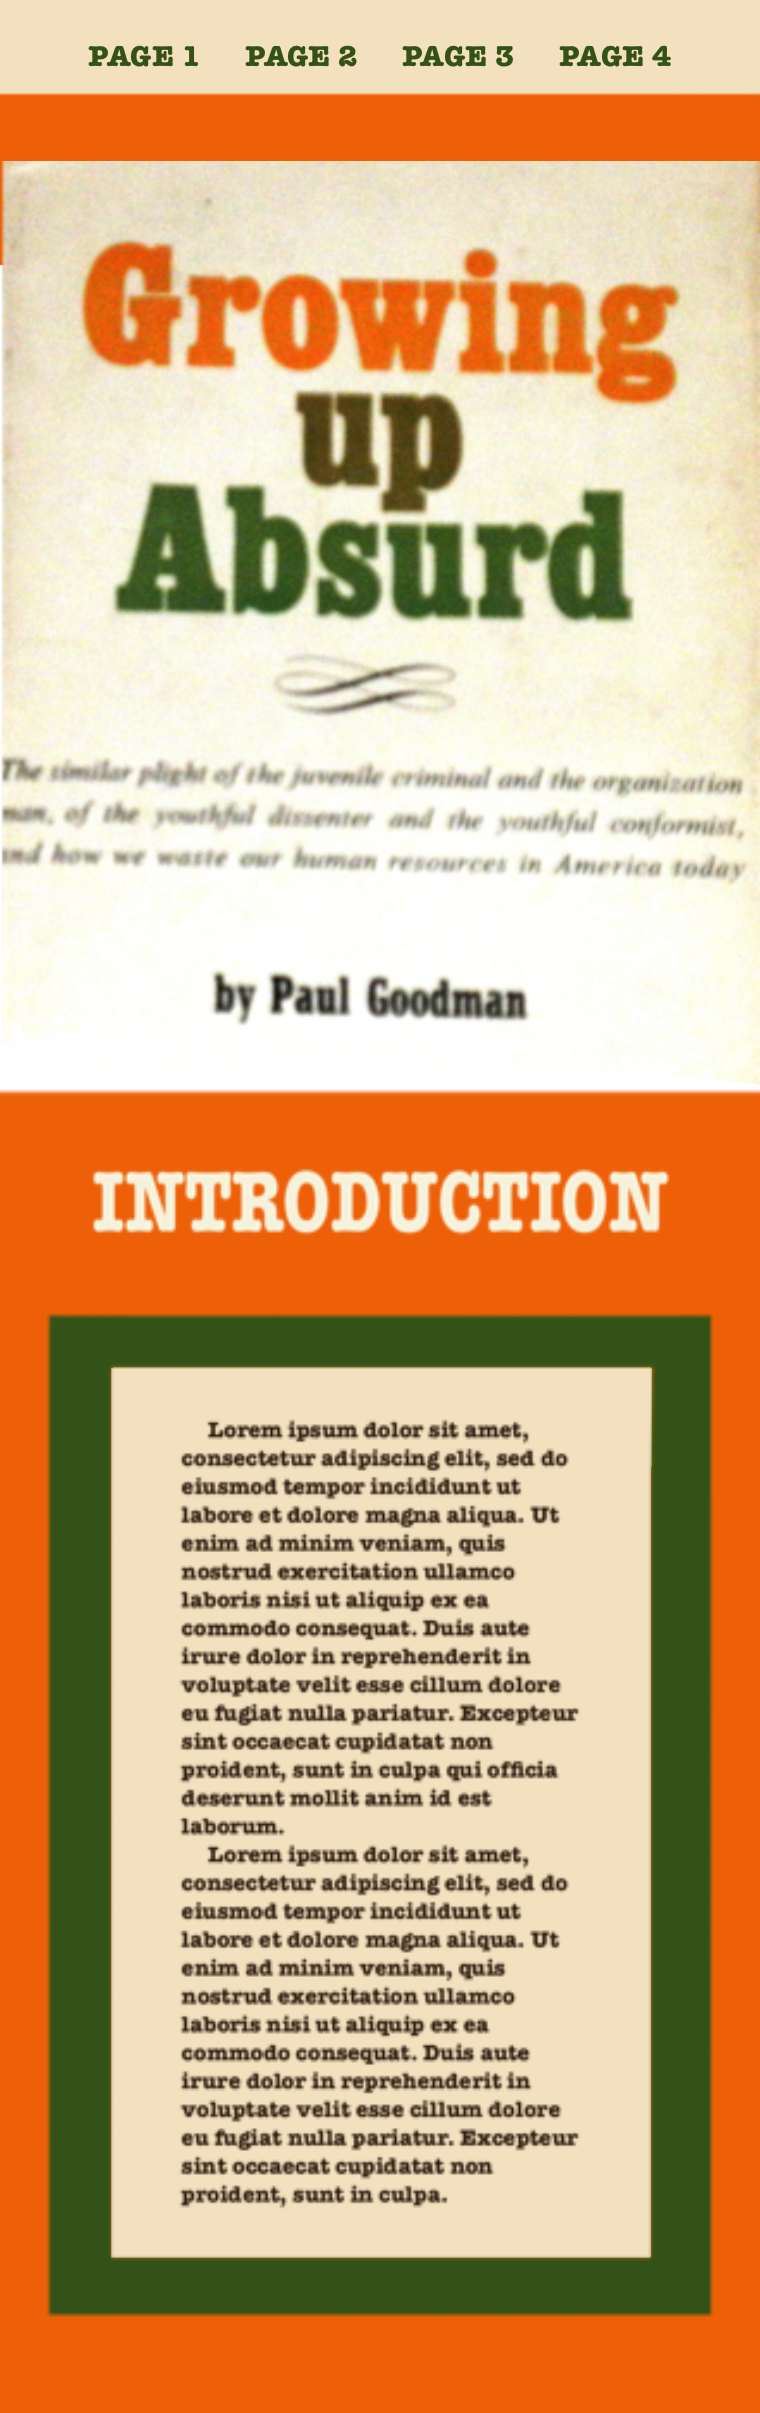 PAGE 1 PAGE 2 PAGE 3 PAGE 4
Growing
up
Absurd
The similar plight of the juvenile criminal and the organization
man, of the youthful dissenter and the youthful conformist,
and how we waste our human resources in America today
by Paul Goodman
INTRODUCTION
Lorem ipsum dolor sit amet,
consectetur adipiscing elit, sed do
eiusmod tempor incididunt ut
labore et dolore magna aliqua. Ut
enim ad minim veniam, quis
nostrud exercitation ullamco
laboris nisi ut aliquip ex ea
commodo consequat. Duis aute
irure dolor in reprehenderit in
voluptate velit esse cillum dolore
eu fugiat nulla pariatur. Excepteur
sint occaecat cupidatat non
proident, sunt in culpa qui officia
deserunt mollit anim id est
laborum.
Lorem ipsum dolor sit amet,
consectetur adipiscing elit, sed do
eiusmod tempor incididunt ut
labore et dolore magna aliqua. Ut
enim ad minim veniam, quis
nostrud exercitation ullamco
laboris nisi ut aliquip ex ea
commodo consequat. Duis aute
irure dolor in reprehenderit in
voluptate velit esse cillum dolore
eu fugiat nulla pariatur. Excepteur
sint occaecat cupidatat non
proident, sunt in culpa.